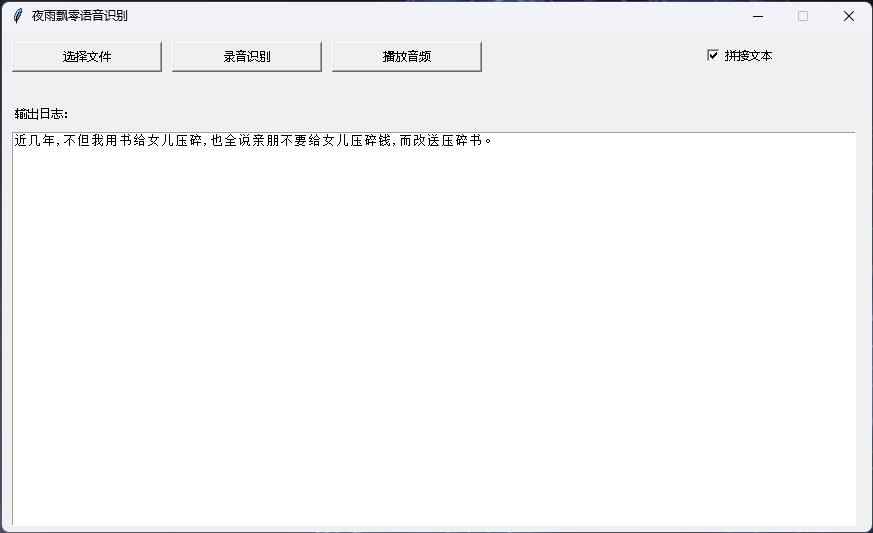 夜雨飘零语音识别
选择文件 录音识别 播放音频 拼接文本
输出日志:
近几年,不但我用书给女儿压碎,也全说亲朋不要给女儿压碎钱,而改送压碎书。